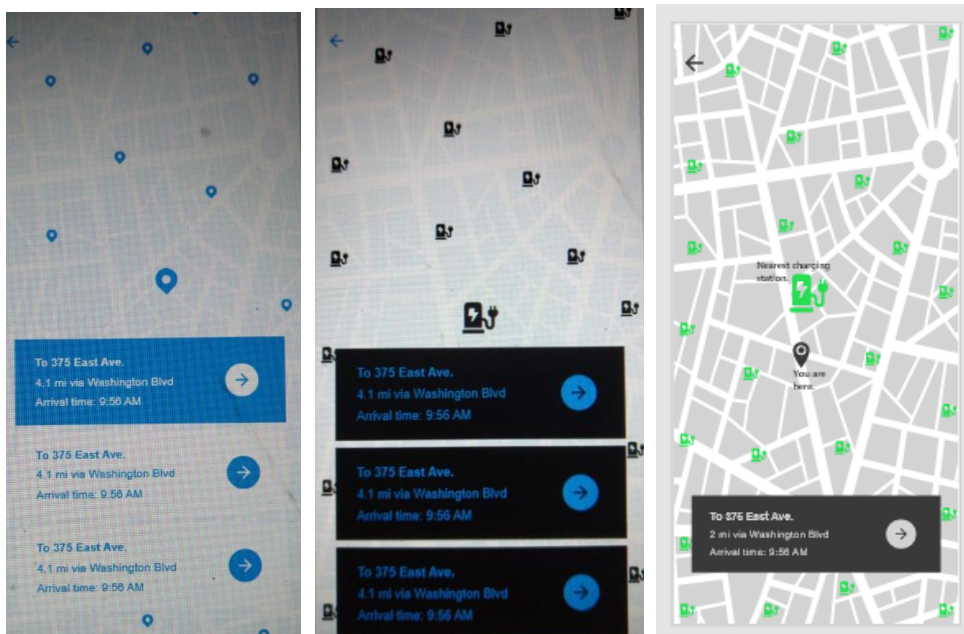 To 375 East Ave.
4.1 mi via Washington Blvd
Arrival time: 9:56 AM
To 375 East Ave.
4.1 mi via Washington Blvd
Arrival time: 9:56 AM
To 375 East Ave.
4.1 mi via Washington Blvd
Arrival time: 9:56 AM
To 375 East Ave.
4.1 mi via Washington Blvd
Arrival time: 9:56 AM
To 375 East Ave.
4.1 mi via Washington Blvd
Arrival time: 9:56 AM
To 375 East Ave.
4.1 mi via Washington Blvd
Arrival time: 9:56 AM
Nearest charging
station.
You are
here.
To 375 East Ave.
2 mi via Washington Blvd
Arrival time: 9:56 AM